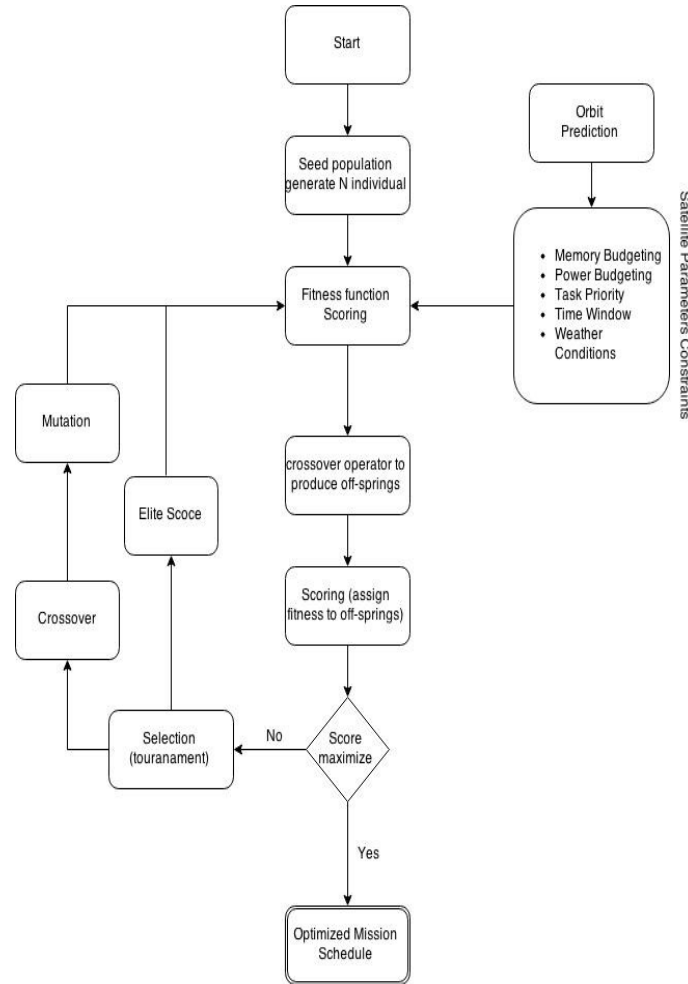 Start
Seed population
generate N individual
Orbit
Prediction
Satellite Parameters Constraints
• Memory Budgeting
• Power Budgeting
• Task Priority
• Time Window
• Weather
Conditions
Fitness function
Scoring
Mutation
Elite Scoce
crossover operator to
produce off-springs
Crossover
Scoring (assign
fitness to off-springs)
Selection
(touranament)
No
Score
maximize
Yes
Optimized Mission
Schedule